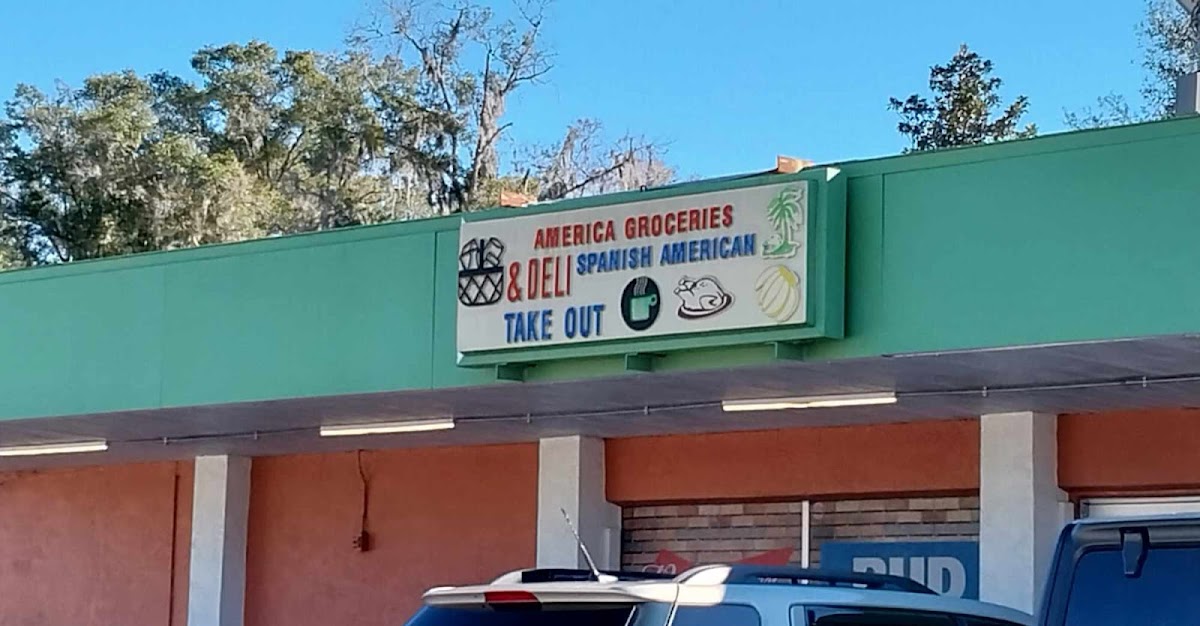 AMERICA GROCERIES
& DELI SPANISH AMERICAN
TAKE OUT
BUD